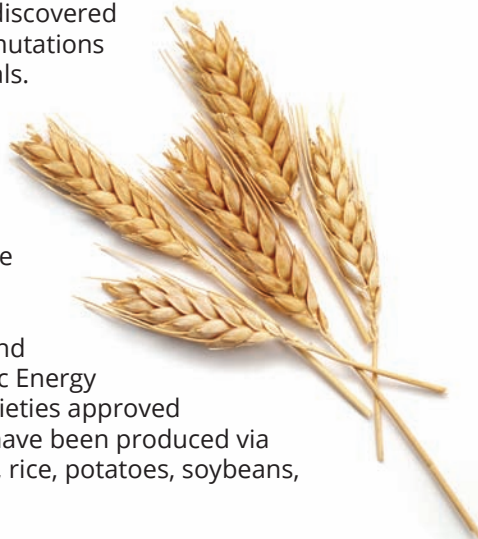 discovered
mutations
als.
e
nd
c Energy
ieties approved
have been produced via
, rice, potatoes, soybeans,